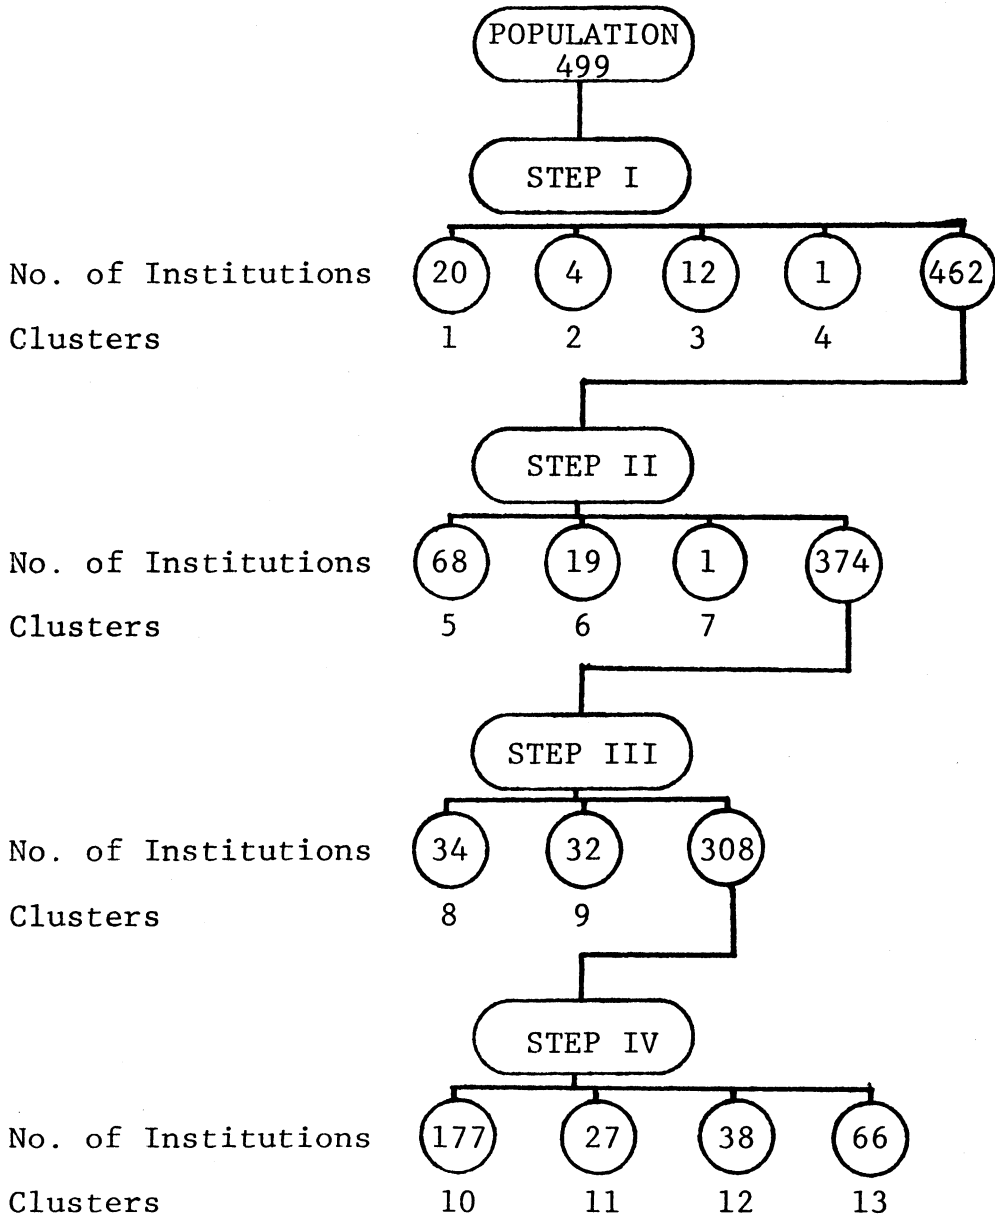 POPULATION
499
STEP I
No. of Institutions 20 4 12 1 462
Clusters 1 2 3 4
STEP II
No. of Institutions 68 19 1 374
Clusters 5 6 7
STEP III
No. of Institutions 34 32 308
Clusters 8 9
STEP IV
No. of Institutions 177 27 38 66
Clusters 10 11 12 13